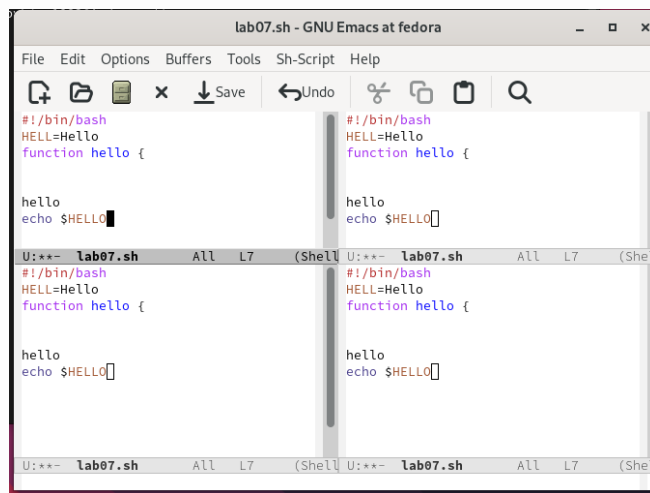 lab07.sh - GNU Emacs at fedora
File Edit Options Buffers Tools Sh-Script Help
Save Undo
#!/bin/bash
HELL=Hello
function hello {
hello
echo $HELLO
U:**- lab07.sh All L7 (Shell
#!/bin/bash
HELL=Hello
function hello {
hello
echo $HELLO
U:**- lab07.sh All L7 (She
#!/bin/bash
HELL=Hello
function hello {
hello
echo $HELLO
U:**- lab07.sh All L7 (Shell
#!/bin/bash
HELL=Hello
function hello {
hello
echo $HELLO
U:**- lab07.sh All L7 (She